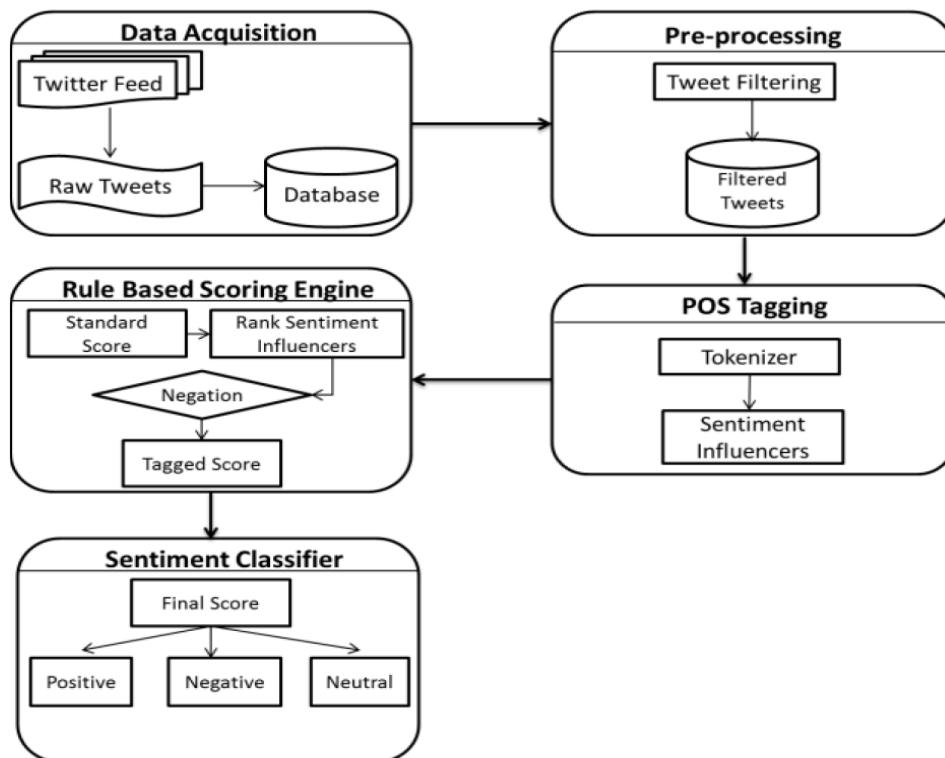 Data Acquisition
Twitter Feed
Raw Tweets
Database
Pre-processing
Tweet Filtering
Filtered
Tweets
POS Tagging
Tokenizer
Sentiment
Influencers
Rule Based Scoring Engine
Standard
Score
Rank Sentiment
Influencers
Negation
Tagged Score
Sentiment Classifier
Final Score
Positive
Negative
Neutral